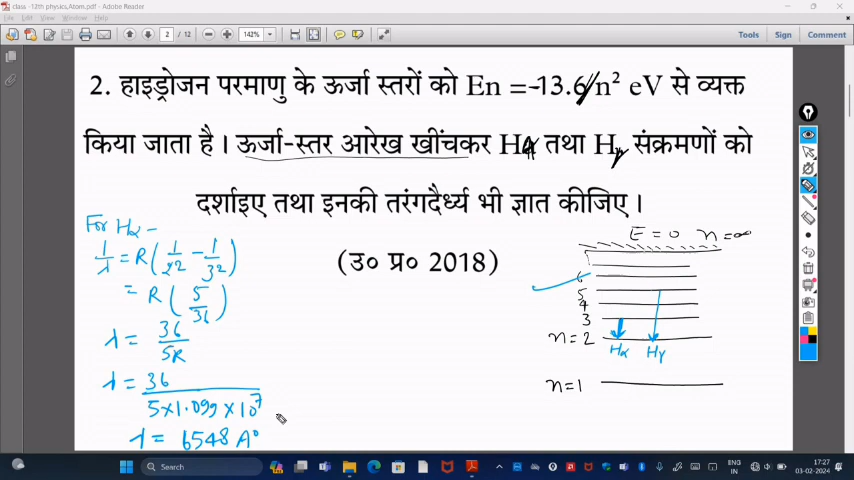 class -12th physics,Atom.pdf - Adobe Reader
File Edit View Window Help
2 / 12 142%
Tools Sign Comment
2. हाइड्रोजन परमाणु के ऊर्जा स्तरों को En = -13.6/n² eV से व्यक्त
किया जाता है। ऊर्जा-स्तर आरेख खींचकर Hα तथा Hγ संक्रमणों को
दर्शाइए तथा इनकी तरंगदैर्ध्य भी ज्ञात कीजिए।
(उ० प्र० 2018)
For Hα -
1/λ = R(1/2² - 1/3²)
= R(5/36)
λ = 36/5R
λ = 36/5×1.099×10⁷
λ = 6548 A°
E=0 n=∞
6
5
4
3
n=2
Hα Hγ
n=1
Search
ENG
IN
17:27
03-02-2024